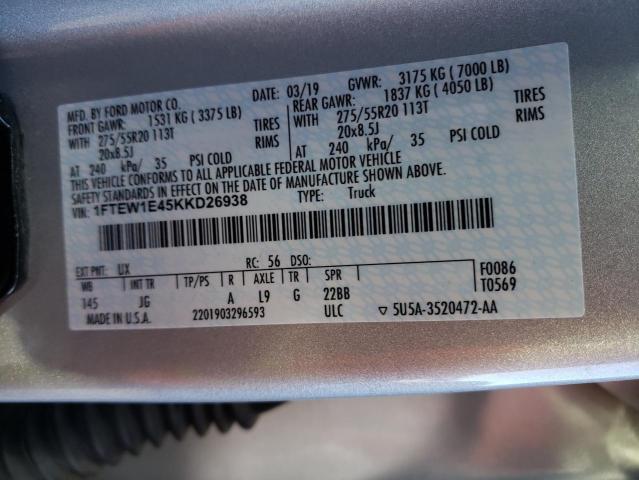 MFD. BY FORD MOTOR CO. DATE: 03/19 GVWR: 3175 KG ( 7000 LB)
FRONT GAWR: 1531 KG ( 3375 LB) REAR GAWR: 1837 KG ( 4050 LB)
WITH 275/55R20 113T TIRES WITH 275/55R20 113T TIRES
20x8.5J RIMS 20x8.5J RIMS
AT 240 kPa/ 35 PSI COLD AT 240 kPa/ 35 PSI COLD
THIS VEHICLE CONFORMS TO ALL APPLICABLE FEDERAL MOTOR VEHICLE
SAFETY STANDARDS IN EFFECT ON THE DATE OF MANUFACTURE SHOWN ABOVE.
VIN: 1FTEW1E45KKD26938 TYPE: Truck
EXT PNT: UX RC: 56 DSO: F0086
WB INT TR TP/PS R AXLE TR SPR T0569
145 JG A L9 G 22BB
MADE IN U.S.A. 2201903296593 ULC ▽ 5U5A-3520472-AA